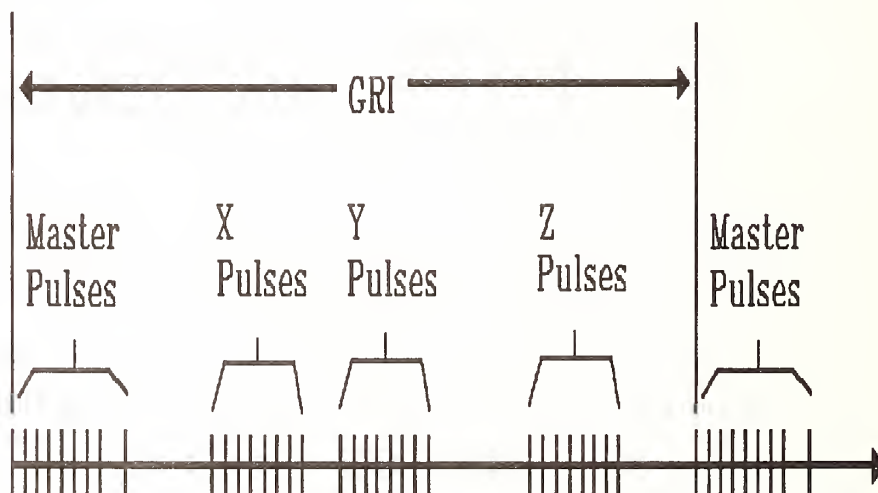 GRI
Master
Pulses
X
Pulses
Y
Pulses
Z
Pulses
Master
Pulses